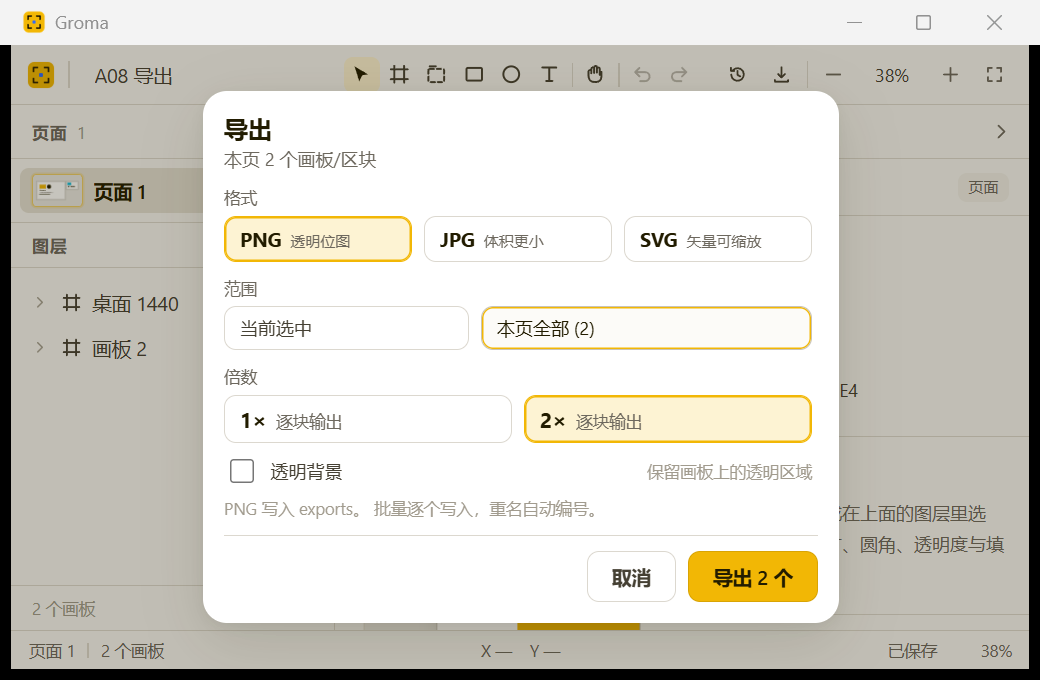 Groma
A08 导出
38%
页面 1
页面 1
页面
图层
桌面 1440
画板 2
导出
本页 2 个画板/区块
格式
PNG 透明位图
JPG 体积更小
SVG 矢量可缩放
范围
当前选中
本页全部 (2)
倍数
1× 逐块输出
2× 逐块输出
透明背景
保留画板上的透明区域
PNG 写入 exports。 批量逐个写入，重名自动编号。
取消
导出 2 个
E4
在上面的图层里选
、圆角、透明度与填
2 个画板
页面 1
2 个画板
X —
Y —
已保存
38%